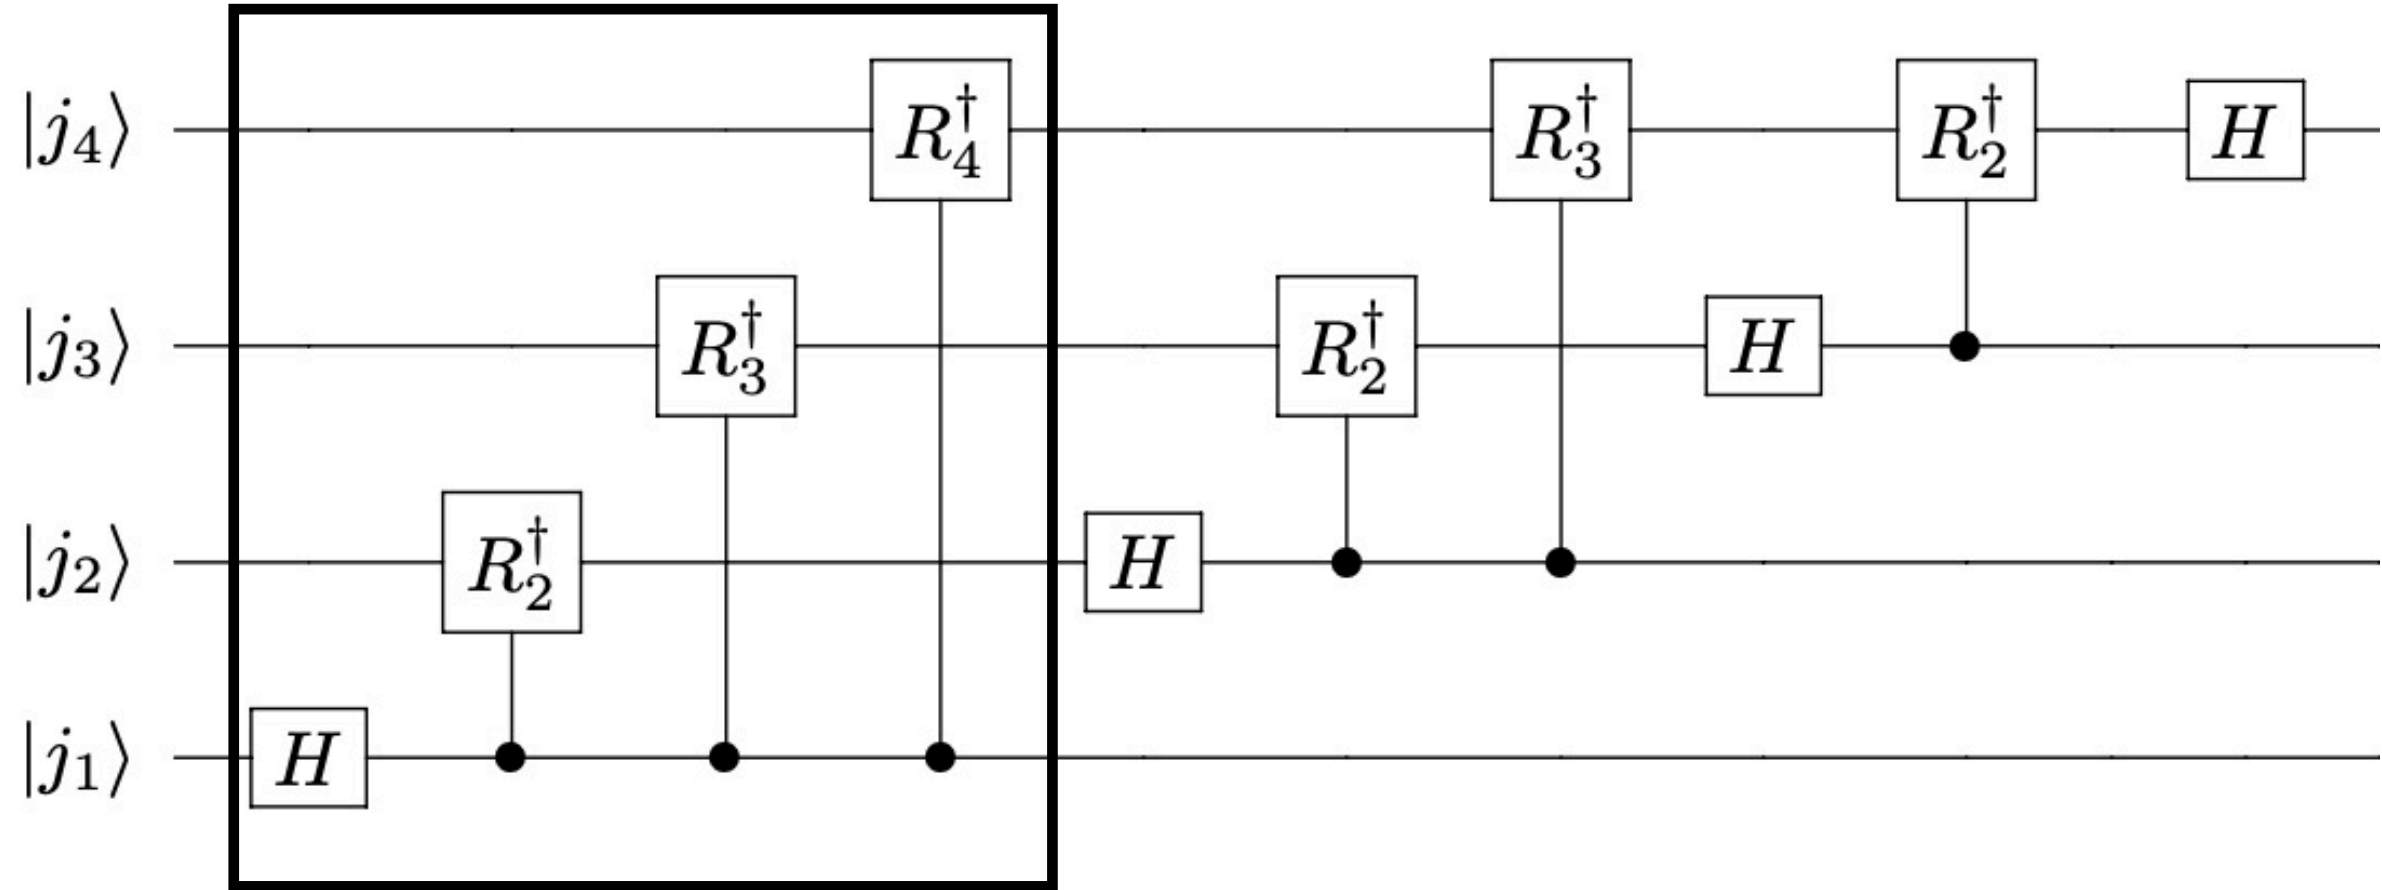 |j₄⟩ R₄† R₃† R₂† H
|j₃⟩ R₃† R₂† H
|j₂⟩ R₂† H
|j₁⟩ H